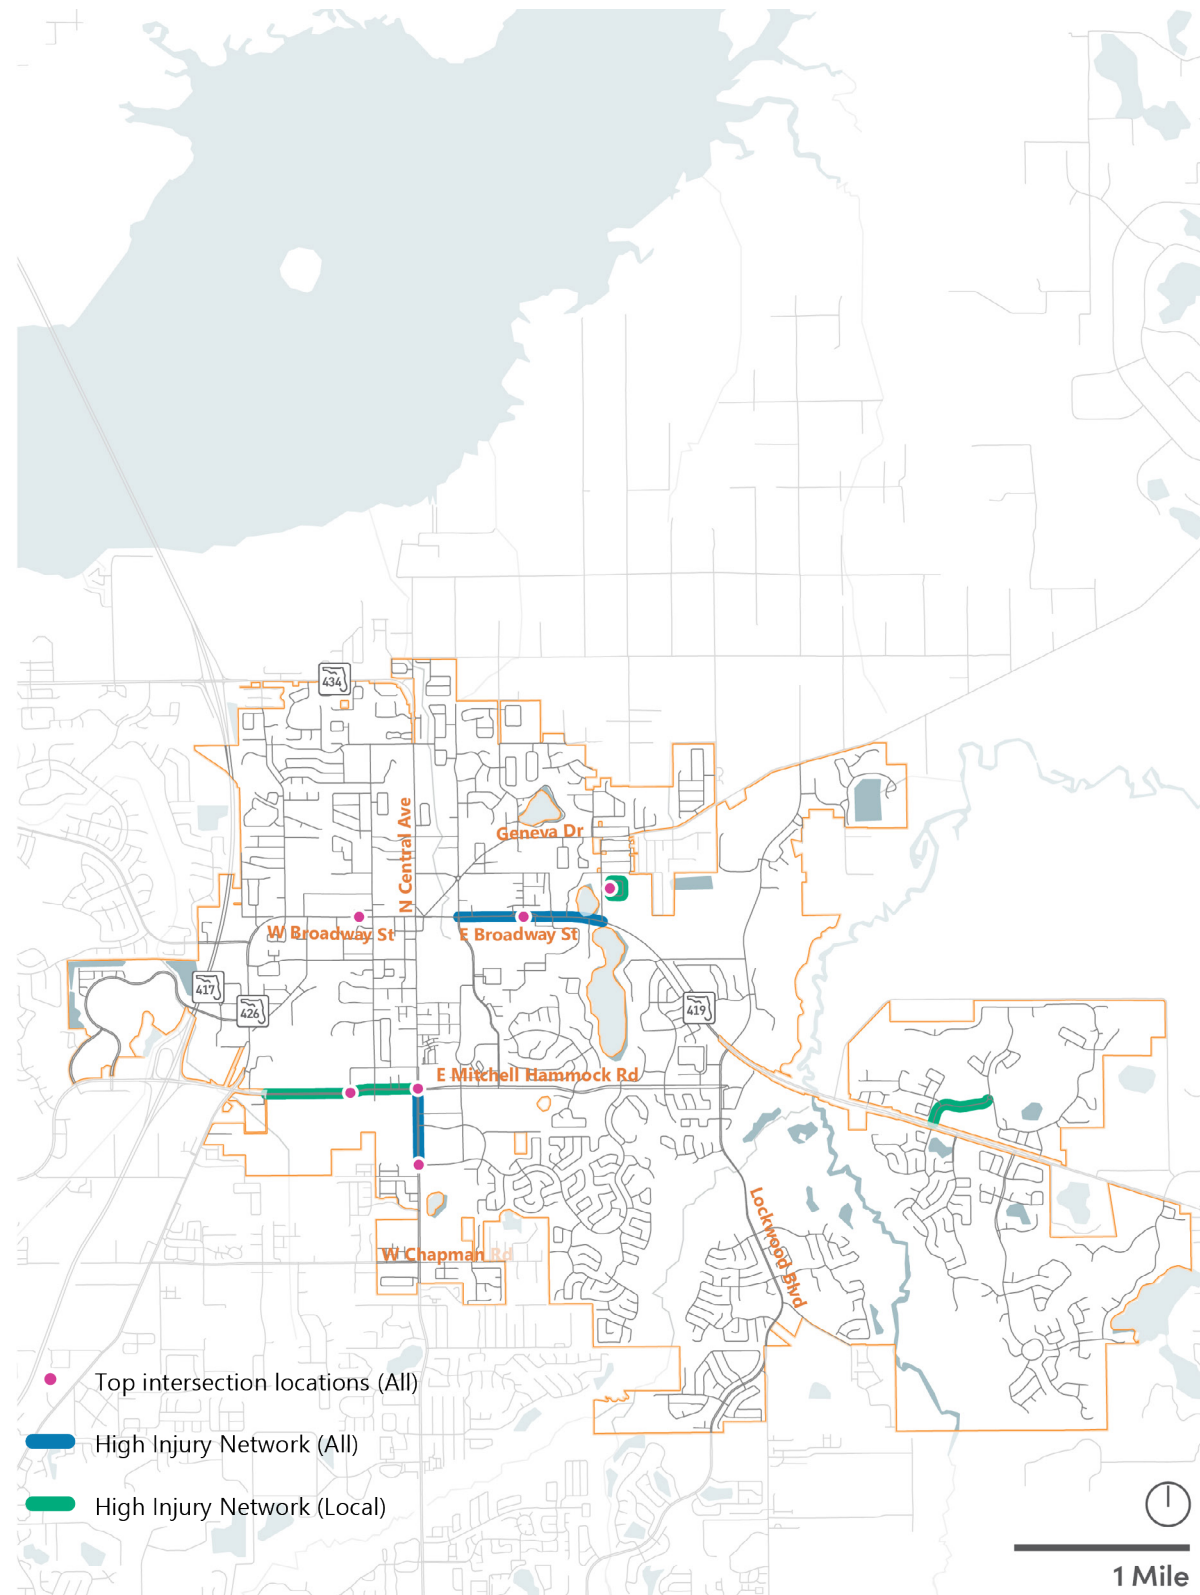 434
N Central Ave
Geneva Dr
W Broadway St
E Broadway St
417
426
419
E Mitchell Hammock Rd
Lockwood Blvd
W Chapman Rd
Top intersection locations (All)
High Injury Network (All)
High Injury Network (Local)
1 Mile